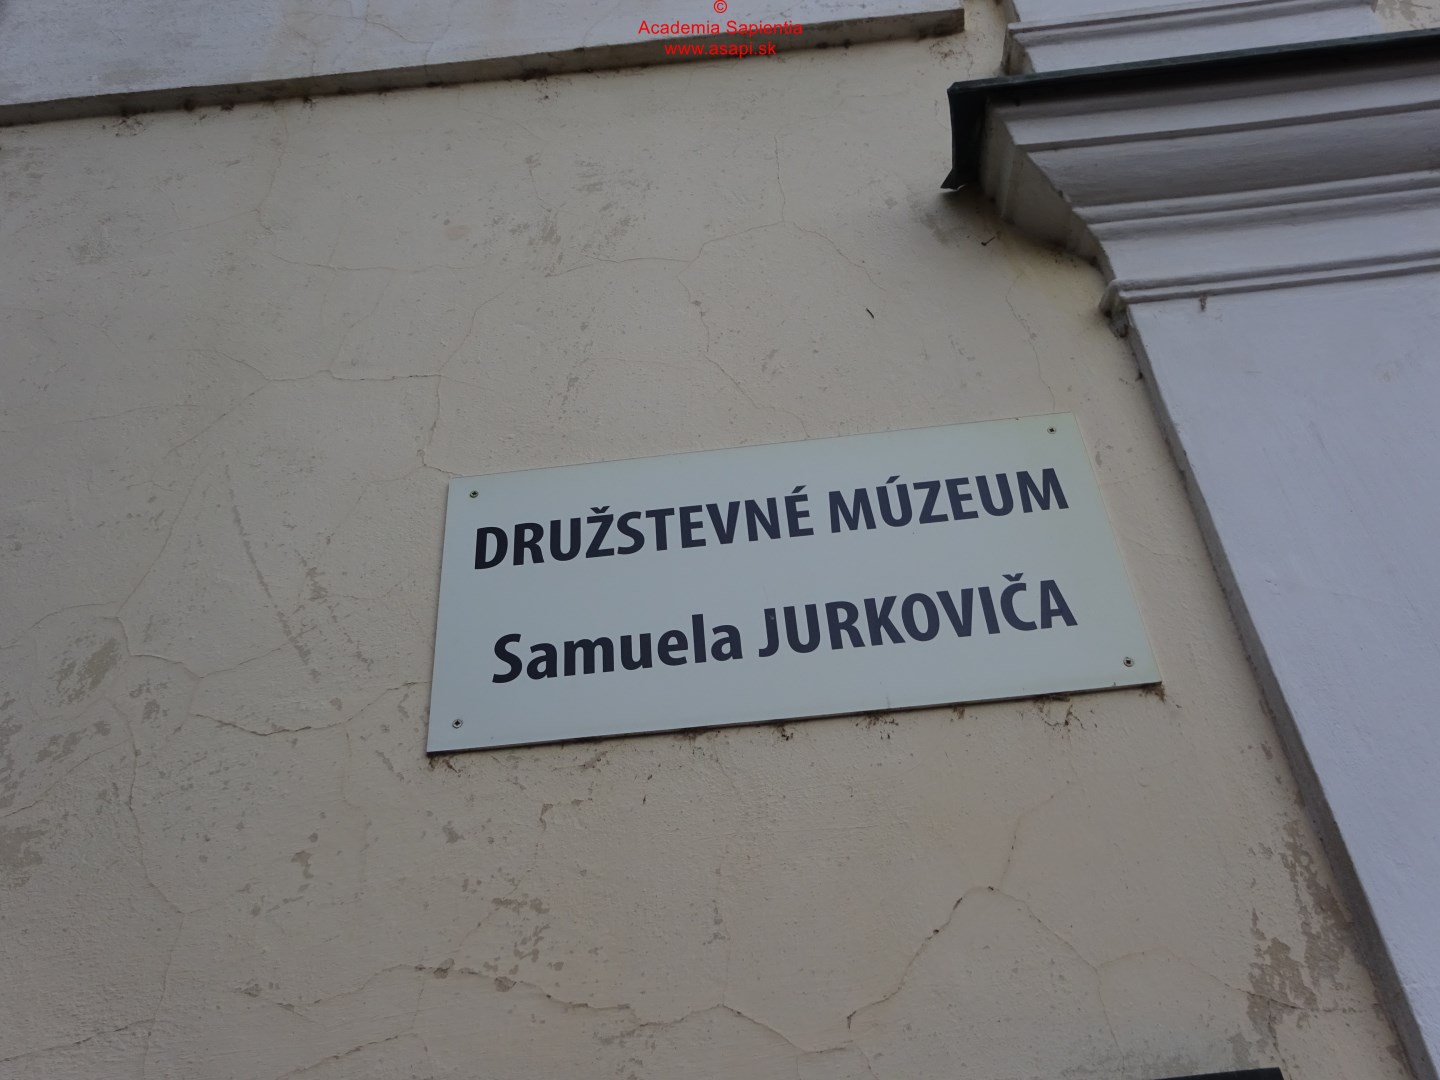 ©
Academia Sapientia
www.asapi.sk
DRUŽSTEVNÉ MÚZEUM
Samuela JURKOVIČA